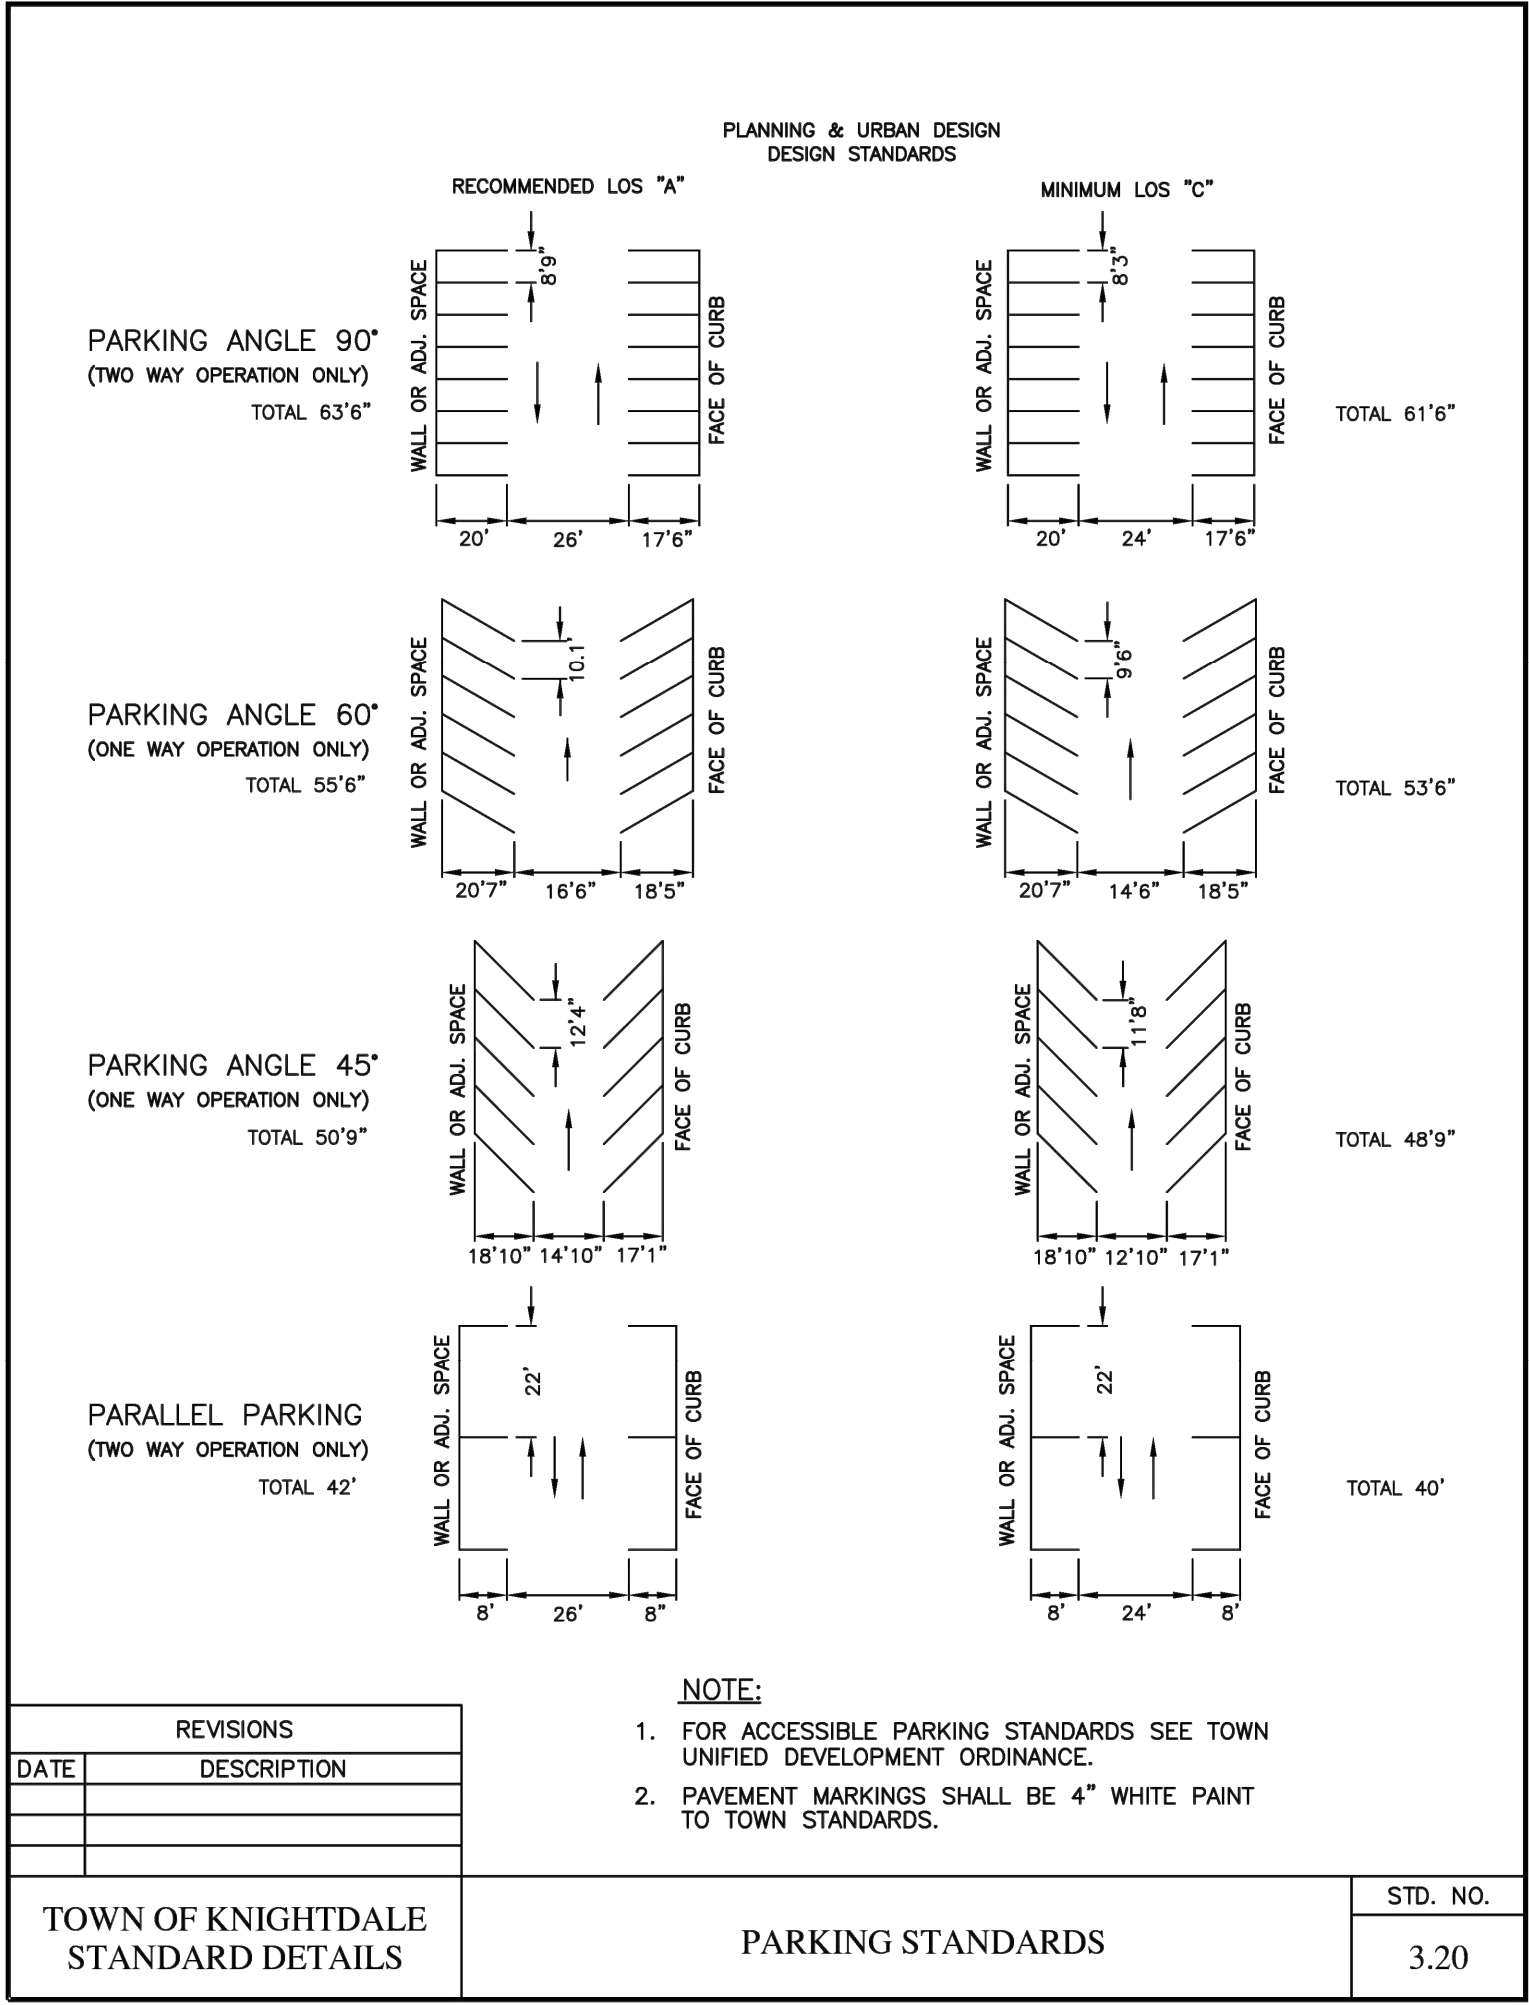 PLANNING & URBAN DESIGN
DESIGN STANDARDS
RECOMMENDED LOS "A"
MINIMUM LOS "C"
PARKING ANGLE 90°
(TWO WAY OPERATION ONLY)
TOTAL 63'6"
WALL OR ADJ. SPACE
8'9"
FACE OF CURB
20'
26'
17'6"
WALL OR ADJ. SPACE
8'3"
FACE OF CURB
20'
24'
17'6"
TOTAL 61'6"
PARKING ANGLE 60°
(ONE WAY OPERATION ONLY)
TOTAL 55'6"
WALL OR ADJ. SPACE
10.1'
FACE OF CURB
20'7"
16'6"
18'5"
WALL OR ADJ. SPACE
9'6"
FACE OF CURB
20'7"
14'6"
18'5"
TOTAL 53'6"
PARKING ANGLE 45°
(ONE WAY OPERATION ONLY)
TOTAL 50'9"
WALL OR ADJ. SPACE
12'4"
FACE OF CURB
18'10"
14'10"
17'1"
WALL OR ADJ. SPACE
11'8"
FACE OF CURB
18'10"
12'10"
17'1"
TOTAL 48'9"
PARALLEL PARKING
(TWO WAY OPERATION ONLY)
TOTAL 42'
WALL OR ADJ. SPACE
22'
FACE OF CURB
8'
26'
8"
WALL OR ADJ. SPACE
22'
FACE OF CURB
8'
24'
8'
TOTAL 40'
NOTE:
1. FOR ACCESSIBLE PARKING STANDARDS SEE TOWN
UNIFIED DEVELOPMENT ORDINANCE.
2. PAVEMENT MARKINGS SHALL BE 4" WHITE PAINT
TO TOWN STANDARDS.
REVISIONS
DATE
DESCRIPTION
TOWN OF KNIGHTDALE
STANDARD DETAILS
PARKING STANDARDS
STD. NO.
3.20